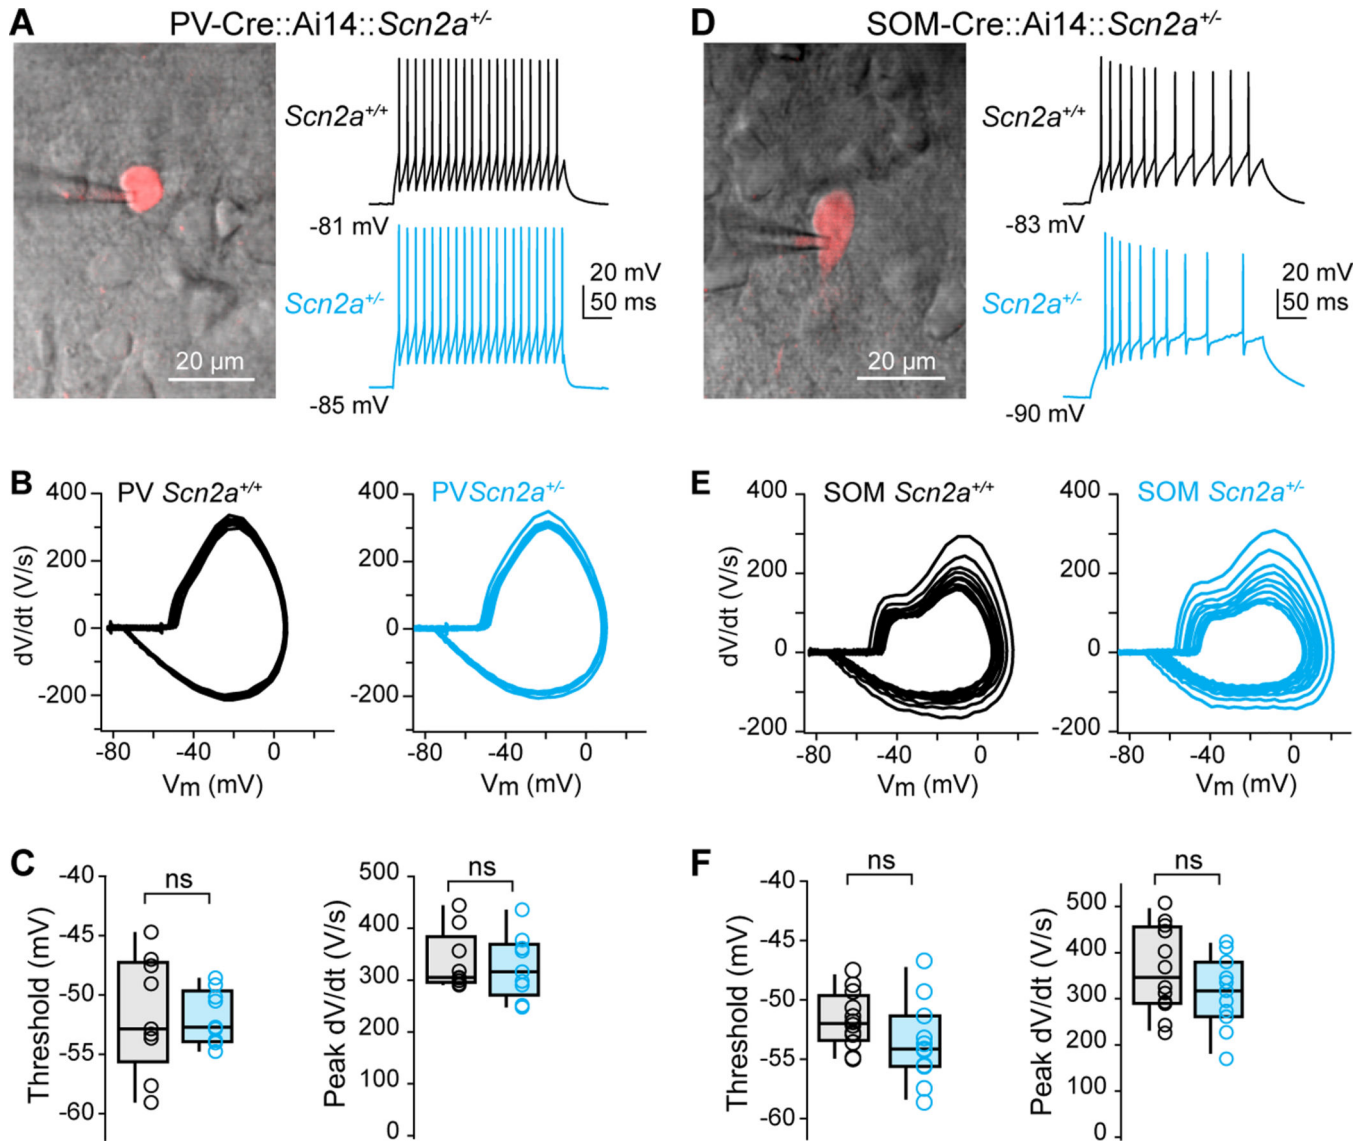 A PV-Cre::Ai14::Scn2a+/-
Scn2a+/+
-81 mV
Scn2a+/-
20 mV
50 ms
-85 mV
20 µm
D SOM-Cre::Ai14::Scn2a+/-
Scn2a+/+
-83 mV
Scn2a+/-
20 mV
50 ms
-90 mV
20 µm
B
PV Scn2a+/+
400
200
0
-200
dV/dt (V/s)
-80
-40
0
Vm (mV)
PVScn2a+/-
400
200
0
-200
-80
-40
0
Vm (mV)
E
SOM Scn2a+/+
400
200
0
-200
dV/dt (V/s)
-80
-40
0
Vm (mV)
SOM Scn2a+/-
400
200
0
-200
-80
-40
0
Vm (mV)
C
ns
-40
-45
-50
-55
-60
Threshold (mV)
ns
500
400
300
200
100
0
Peak dV/dt (V/s)
F
ns
-40
-45
-50
-55
-60
Threshold (mV)
ns
500
400
300
200
100
0
Peak dV/dt (V/s)